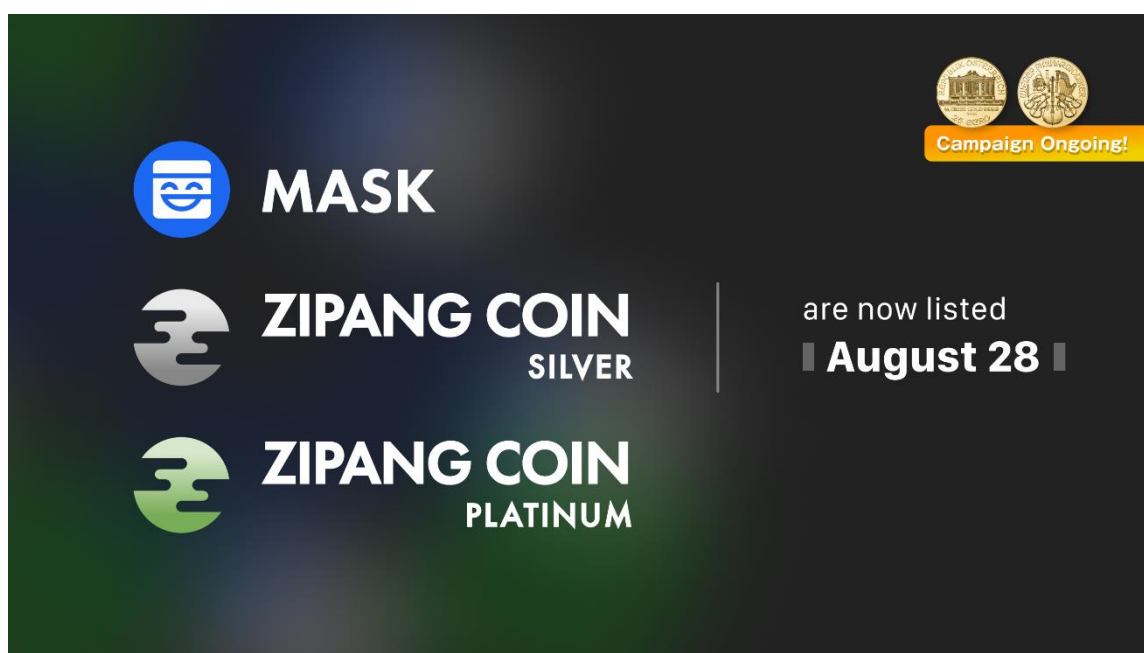 MASK
ZIPANG COIN
SILVER
ZIPANG COIN
PLATINUM
are now listed
August 28
Campaign Ongoing!